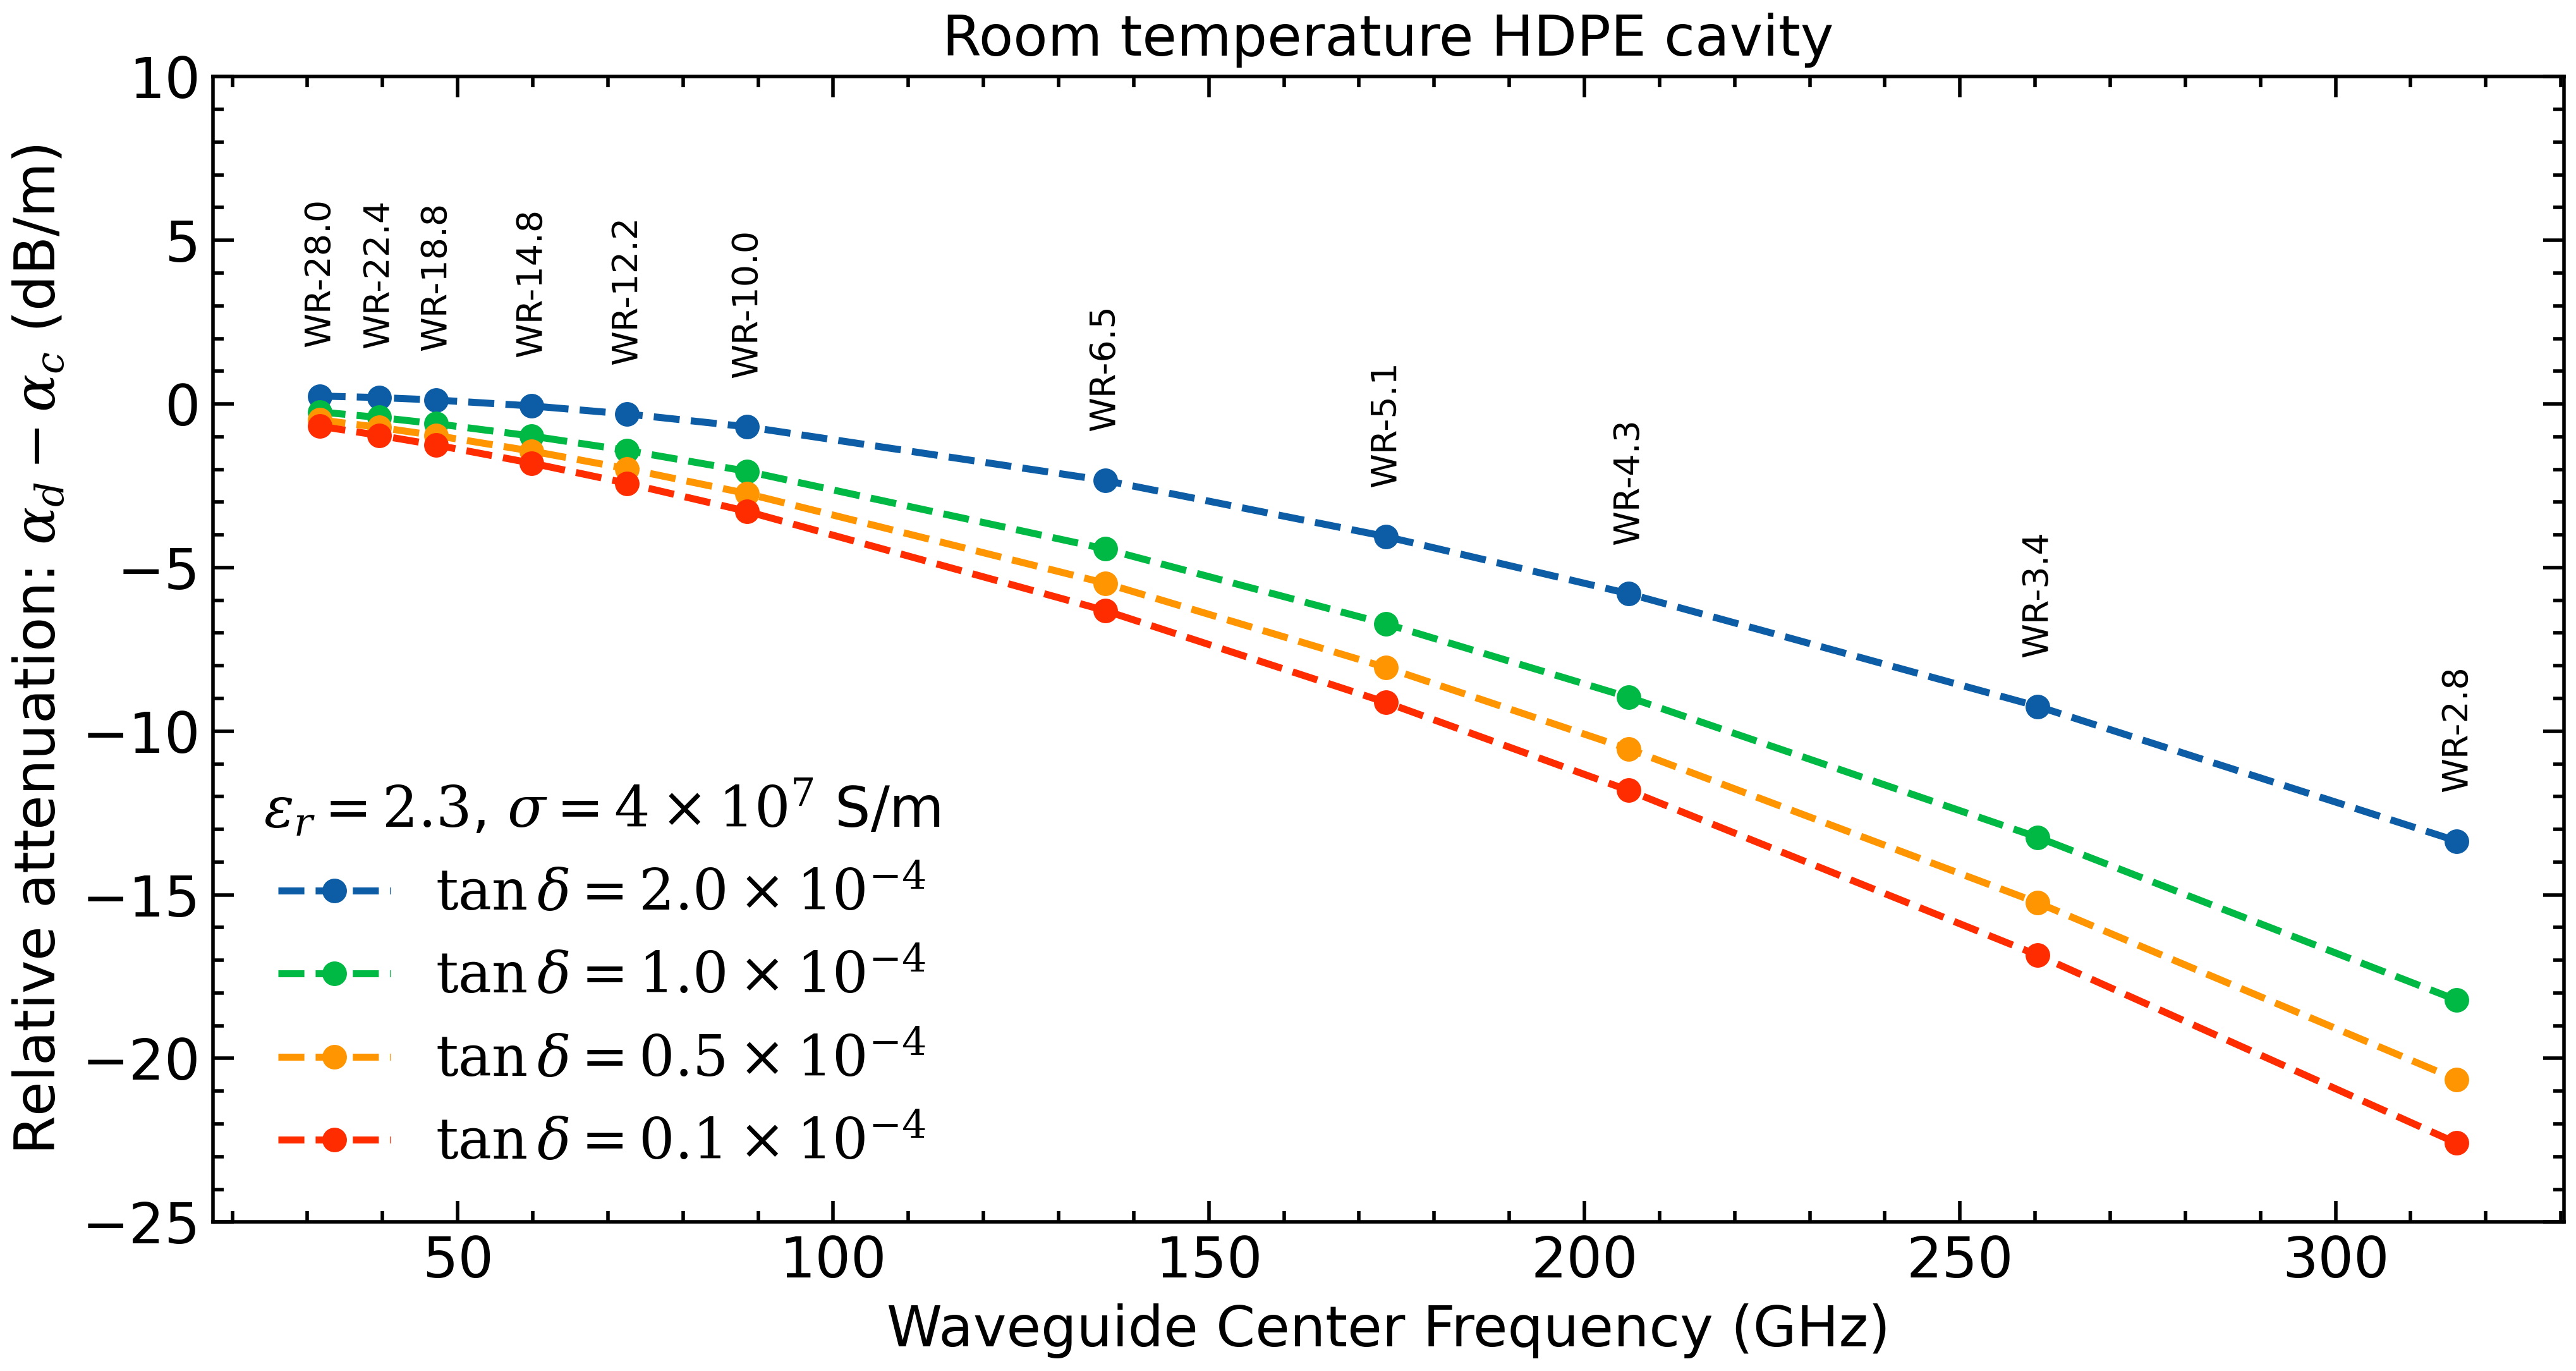 Room temperature HDPE cavity
Relative attenuation: α_d − α_c (dB/m)
10
5
0
−5
−10
−15
−20
−25
WR-28.0
WR-22.4
WR-18.8
WR-14.8
WR-12.2
WR-10.0
WR-6.5
WR-5.1
WR-4.3
WR-3.4
WR-2.8
ε_r = 2.3, σ = 4 × 10⁷ S/m
tan δ = 2.0 × 10⁻⁴
tan δ = 1.0 × 10⁻⁴
tan δ = 0.5 × 10⁻⁴
tan δ = 0.1 × 10⁻⁴
50 100 150 200 250 300
Waveguide Center Frequency (GHz)